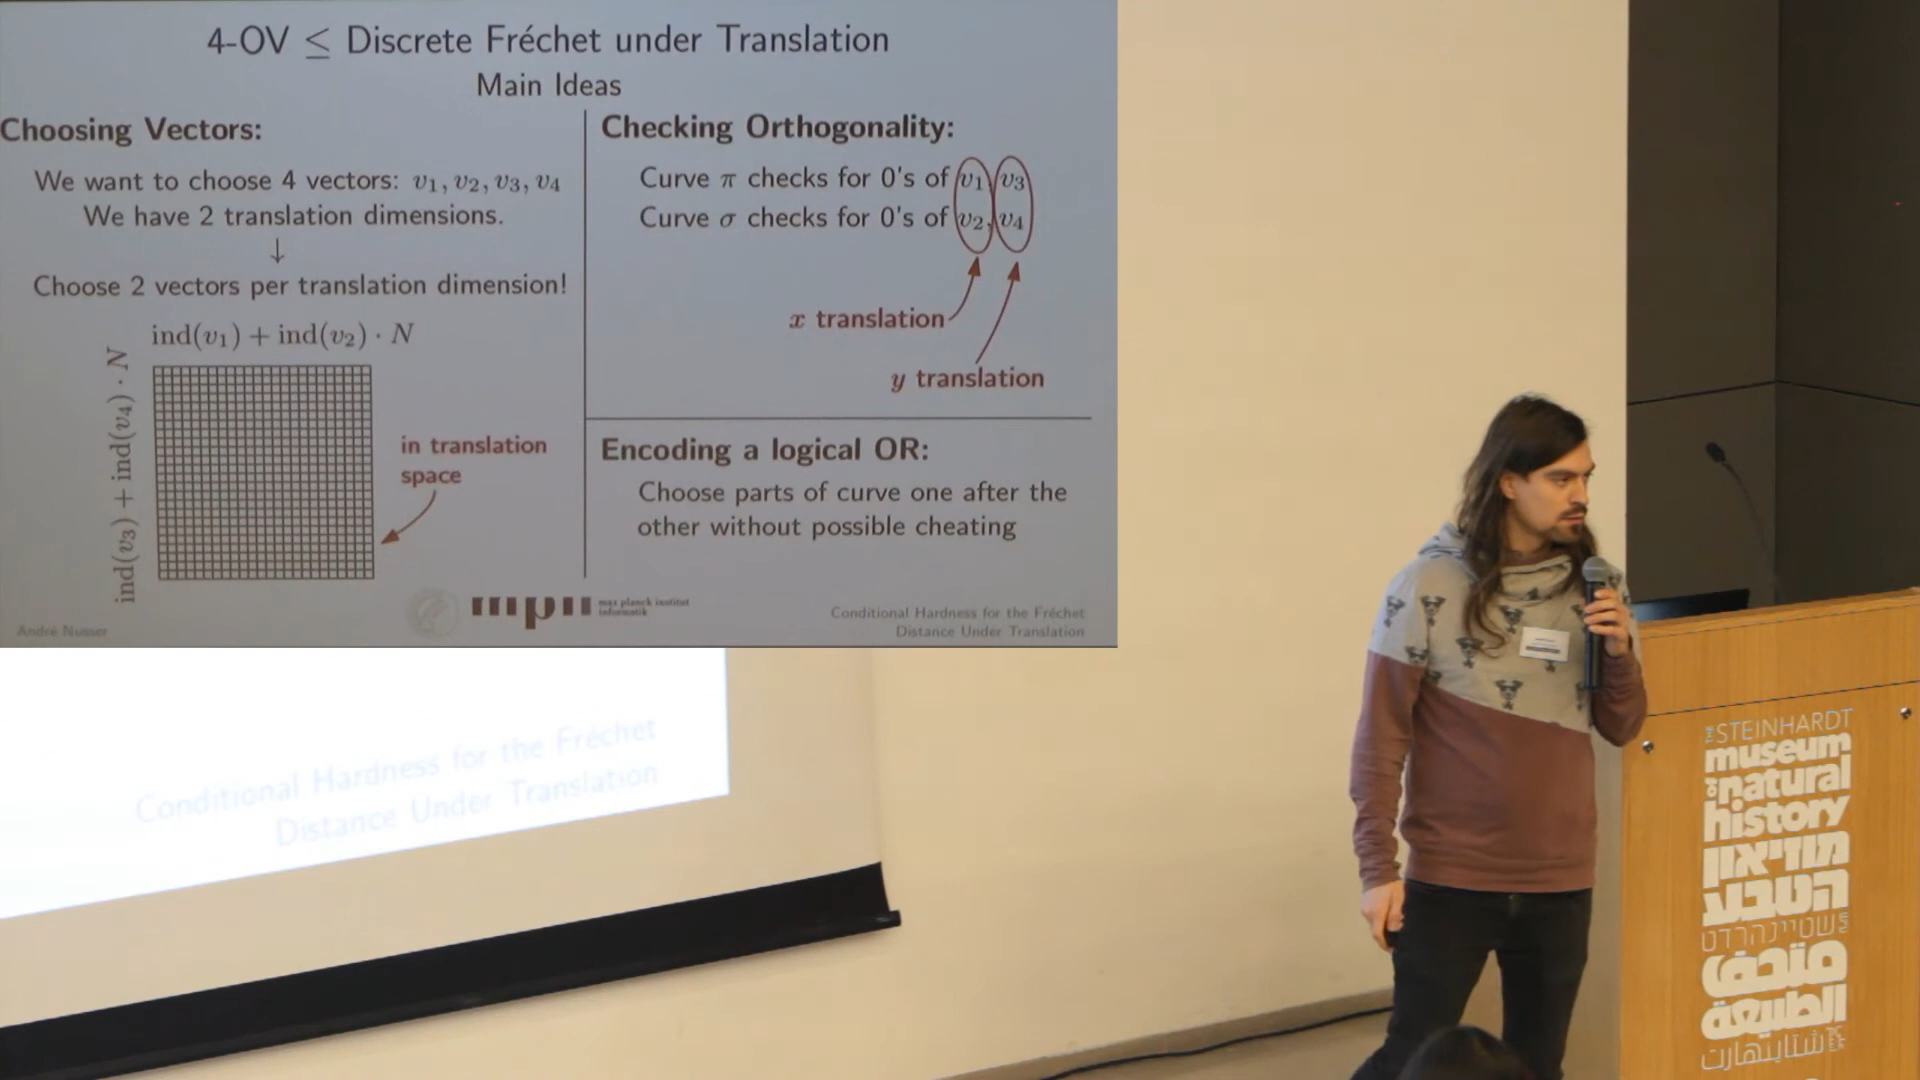 4-OV ≤ Discrete Fréchet under Translation
Main Ideas
Choosing Vectors:
We want to choose 4 vectors: v₁, v₂, v₃, v₄
We have 2 translation dimensions.
↓
Choose 2 vectors per translation dimension!
ind(v₁) + ind(v₂) · N
ind(v₃) + ind(v₄) · N
in translation
space
Checking Orthogonality:
Curve π checks for 0's of v₁, v₃
Curve σ checks for 0's of v₂, v₄
x translation
y translation
Encoding a logical OR:
Choose parts of curve one after the
other without possible cheating
André Nusser
mpii max planck institut
informatik
Conditional Hardness for the Fréchet
Distance Under Translation
Conditional Hardness for the Fréchet
Distance Under Translation
THE STEINHARDT
museum
of natural
history
מוזיאון
הטבע
ע״ש שטיינהרדט
متحف
الطبيعة
شتاينهارت